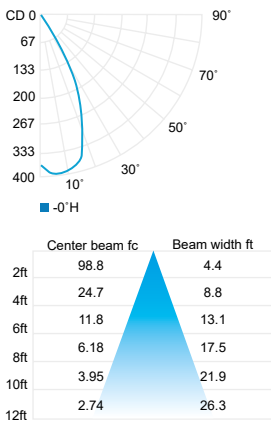 CD 0
90˚
67
133
70˚
200
50˚
267
333
30˚
400
10˚
-0˚H
Center beam fc Beam width ft
2ft 98.8 4.4
4ft 24.7 8.8
6ft 11.8 13.1
8ft 6.18 17.5
10ft 3.95 21.9
12ft 2.74 26.3